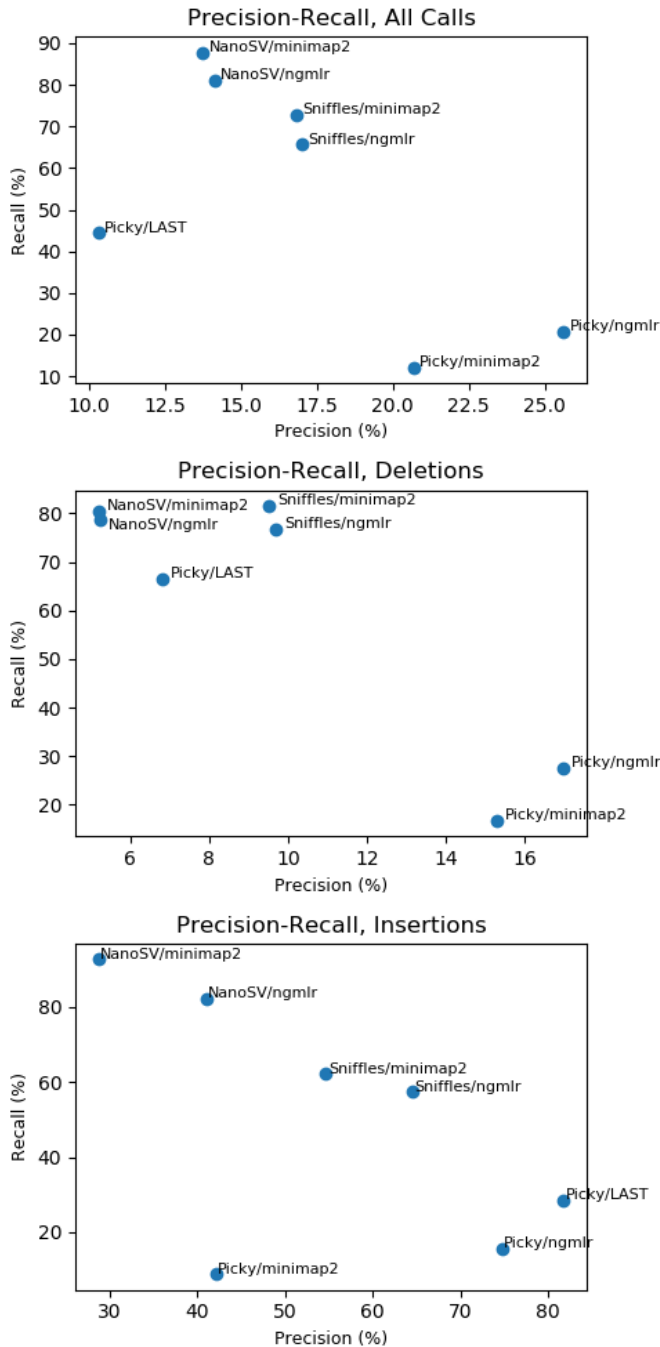 Precision-Recall, All Calls
90
80
70
60
50
40
30
20
10
Recall (%)
NanoSV/minimap2
NanoSV/ngmlr
Sniffles/minimap2
Sniffles/ngmlr
Picky/LAST
Picky/ngmlr
Picky/minimap2
10.0 12.5 15.0 17.5 20.0 22.5 25.0
Precision (%)
Precision-Recall, Deletions
80
70
60
50
40
30
20
Recall (%)
NanoSV/minimap2
Sniffles/minimap2
NanoSV/ngmlr
Sniffles/ngmlr
Picky/LAST
Picky/ngmlr
Picky/minimap2
6 8 10 12 14 16
Precision (%)
Precision-Recall, Insertions
80
60
40
20
Recall (%)
NanoSV/minimap2
NanoSV/ngmlr
Sniffles/minimap2
Sniffles/ngmlr
Picky/LAST
Picky/ngmlr
Picky/minimap2
30 40 50 60 70 80
Precision (%)